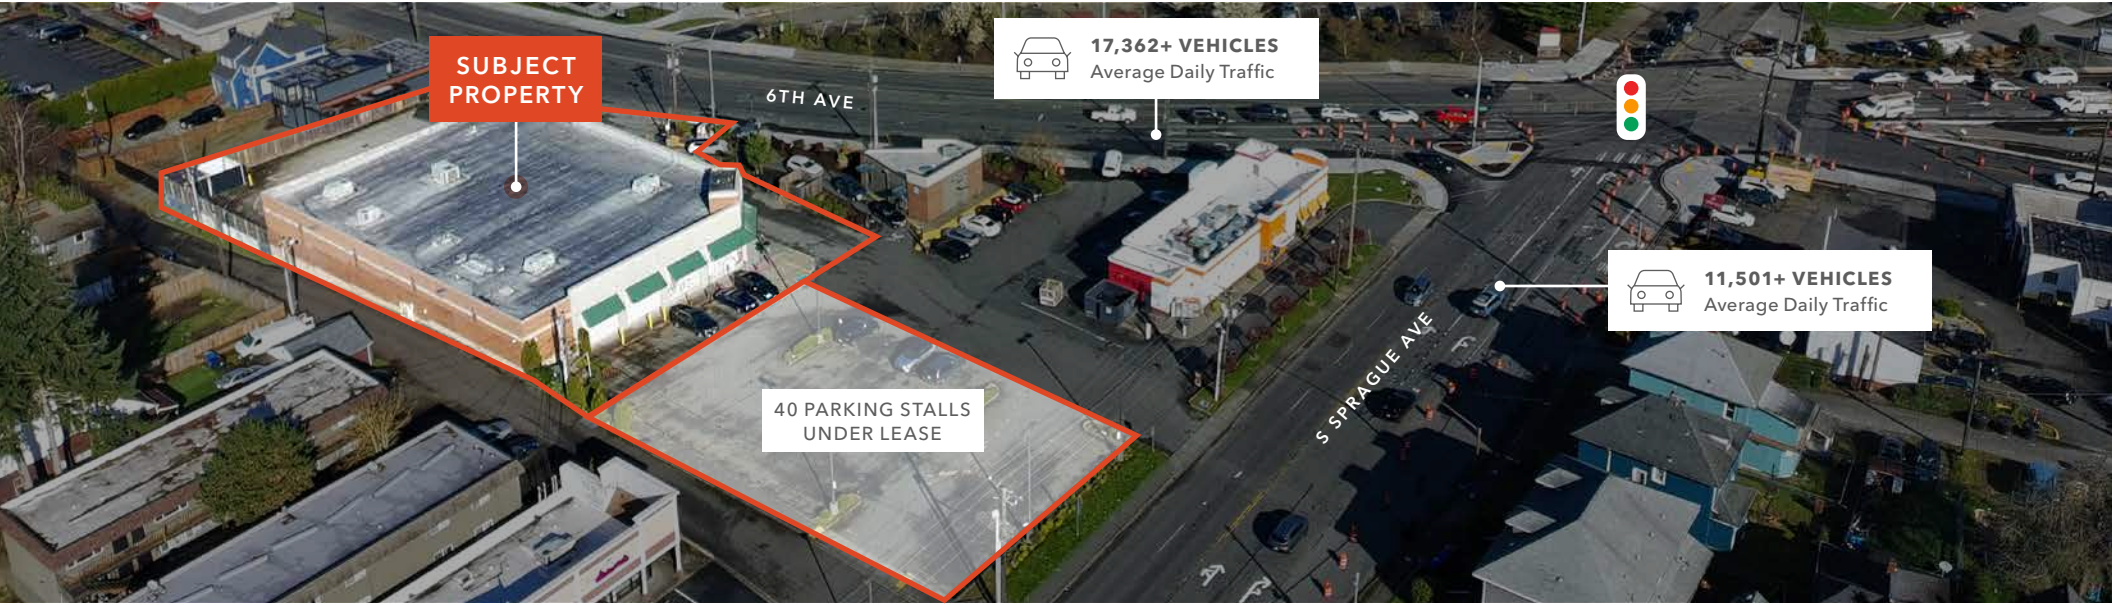 SUBJECT
PROPERTY
6TH AVE
17,362+ VEHICLES
Average Daily Traffic
11,501+ VEHICLES
Average Daily Traffic
S SPRAGUE AVE
40 PARKING STALLS
UNDER LEASE